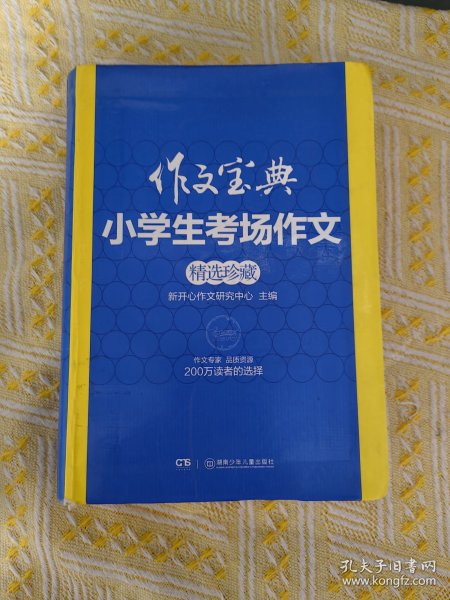 作文宝典
小学生考场作文
精选珍藏
新开心作文研究中心 主编
作文专家 品质资源
200万读者的选择
湖南少年儿童出版社
孔夫子旧书网
www.kongfz.com